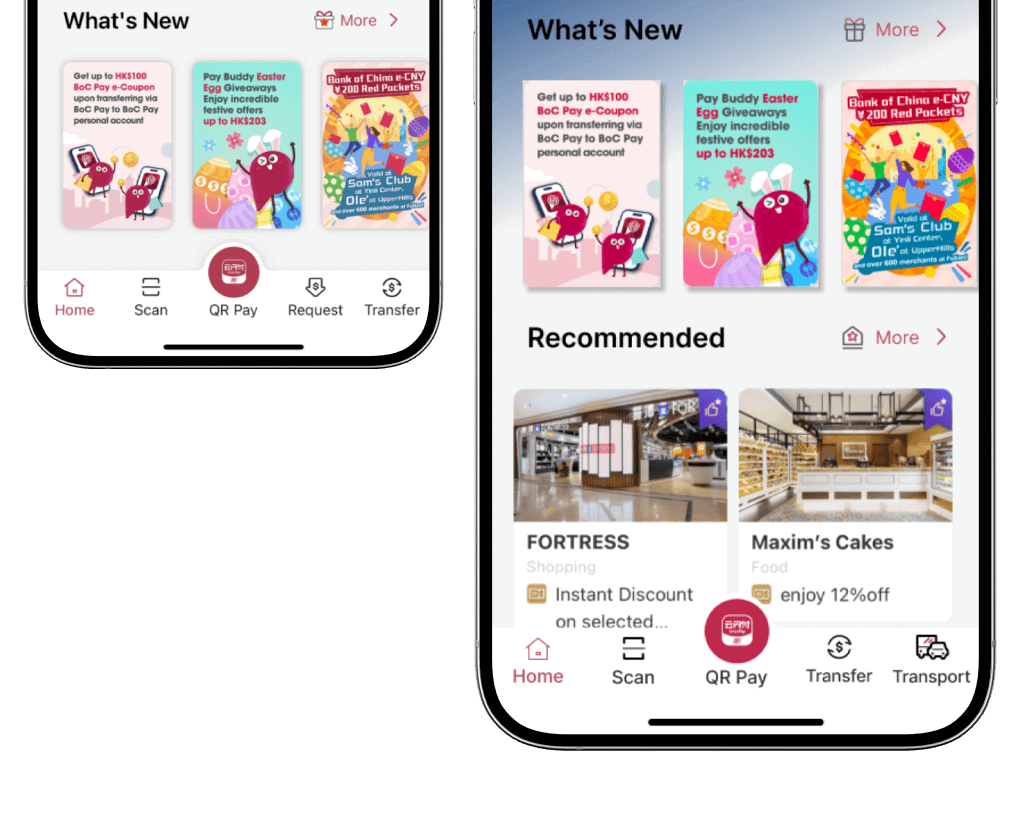 What's New
More
Get up to HK$100
BoC Pay e-Coupon
upon transferring via
BoC Pay to BoC Pay
personal account
Pay Buddy Easter
Egg Giveaways
Enjoy incredible
festive offers
up to HK$203
Bank of China e-CNY
¥200 Red Packets
Valid at
Sam's Club
at Yinli Center,
Ole' at UpperHills
and over 600 merchants at Futian!
Home
Scan
QR Pay
Request
Transfer
What's New
More
Get up to HK$100
BoC Pay e-Coupon
upon transferring via
BoC Pay to BoC Pay
personal account
Pay Buddy Easter
Egg Giveaways
Enjoy incredible
festive offers
up to HK$203
Bank of China e-CNY
¥200 Red Packets
Valid at
Sam's Club
at Yinli Center,
Ole' at UpperHills
and over 600 merchants at Futian!
Recommended
More
FOR
FORTRESS
Shopping
Instant Discount
on selected...
Maxim's Cakes
Food
enjoy 12%off
Home
Scan
QR Pay
Transfer
Transport